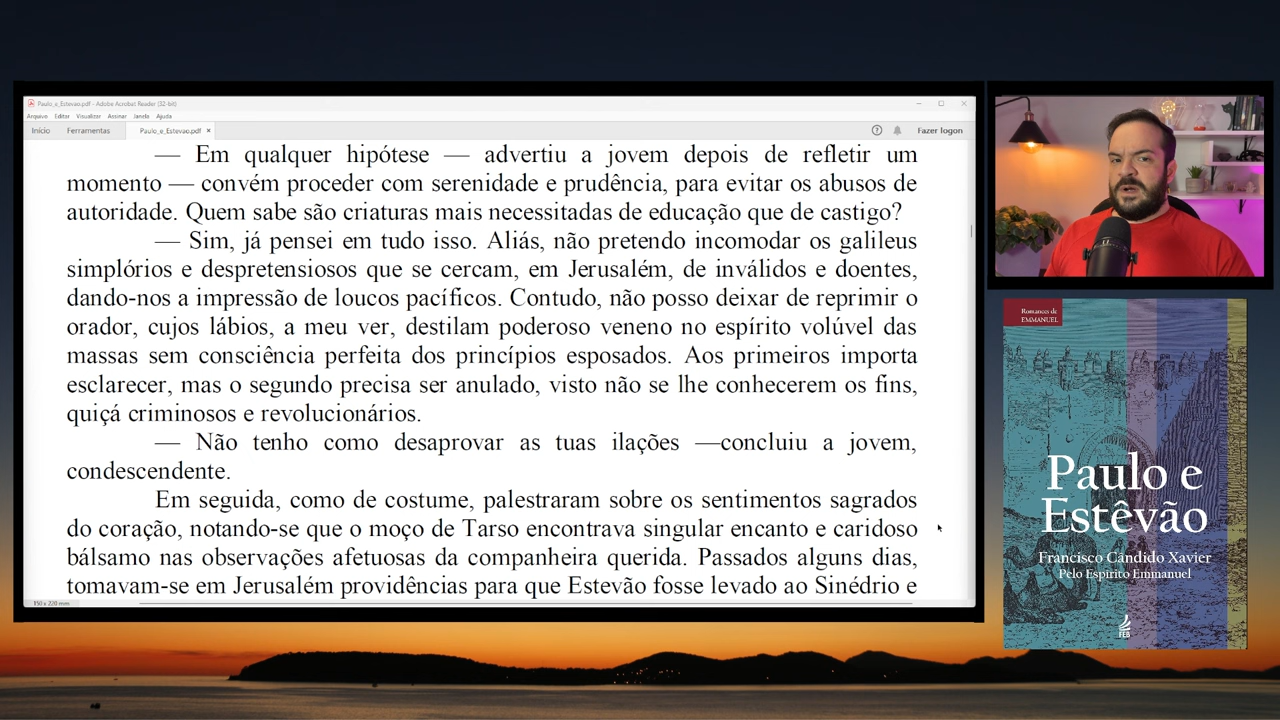 Paulo_e_Estevao.pdf - Adobe Acrobat Reader (32-bit)
Arquivo Editar Visualizar Assinar Janela Ajuda
Início Ferramentas Paulo_e_Estevao.pdf × Fazer logon
— Em qualquer hipótese — advertiu a jovem depois de refletir um
momento — convém proceder com serenidade e prudência, para evitar os abusos de
autoridade. Quem sabe são criaturas mais necessitadas de educação que de castigo?
— Sim, já pensei em tudo isso. Aliás, não pretendo incomodar os galileus
simplórios e despretensiosos que se cercam, em Jerusalém, de inválidos e doentes,
dando-nos a impressão de loucos pacíficos. Contudo, não posso deixar de reprimir o
orador, cujos lábios, a meu ver, destilam poderoso veneno no espírito volúvel das
massas sem consciência perfeita dos princípios esposados. Aos primeiros importa
esclarecer, mas o segundo precisa ser anulado, visto não se lhe conhecerem os fins,
quiçá criminosos e revolucionários.
— Não tenho como desaprovar as tuas ilações —concluiu a jovem,
condescendente.
Em seguida, como de costume, palestraram sobre os sentimentos sagrados
do coração, notando-se que o moço de Tarso encontrava singular encanto e caridoso
bálsamo nas observações afetuosas da companheira querida. Passados alguns dias,
tomavam-se em Jerusalém providências para que Estevão fosse levado ao Sinédrio e
150 x 220 mm
Romances de
EMMANUEL
Paulo e
Estêvão
Francisco Cândido Xavier
Pelo Espírito Emmanuel
FEB